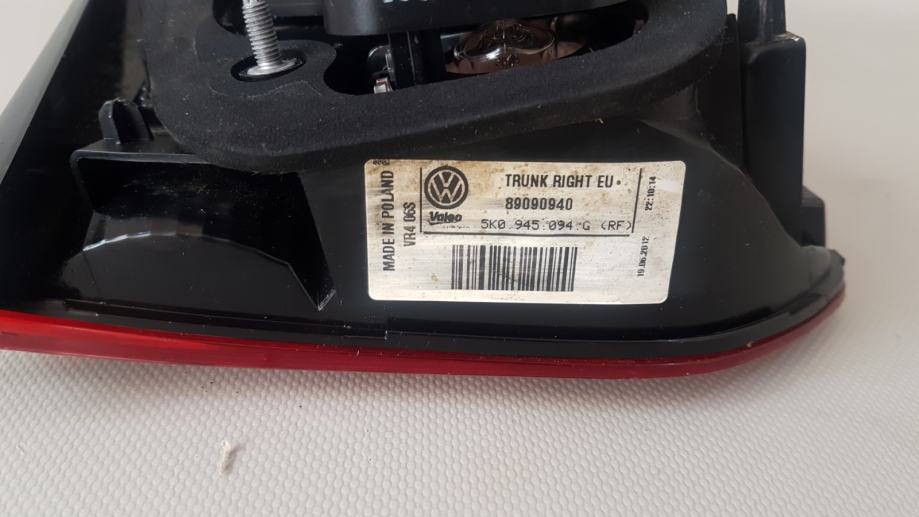 MADE IN POLAND
VR4 06S
TRUNK RIGHT EU
89090940
Valeo
5K0 945 094 G (RF)
22:10:14
19.06.2012